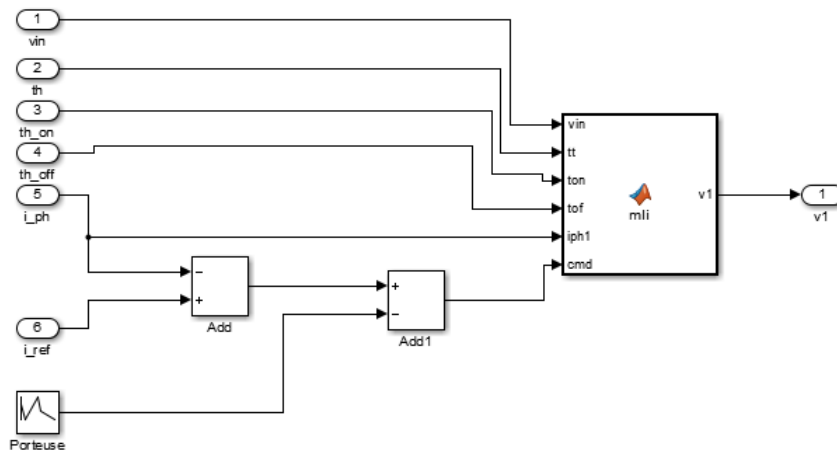 1
vin
2
th
3
th_on
4
th_off
5
i_ph
6
i_ref
Porteuse
−
+
Add
+
−
Add1
vin
tt
ton
tof
iph1
cmd
mli
v1
1
v1